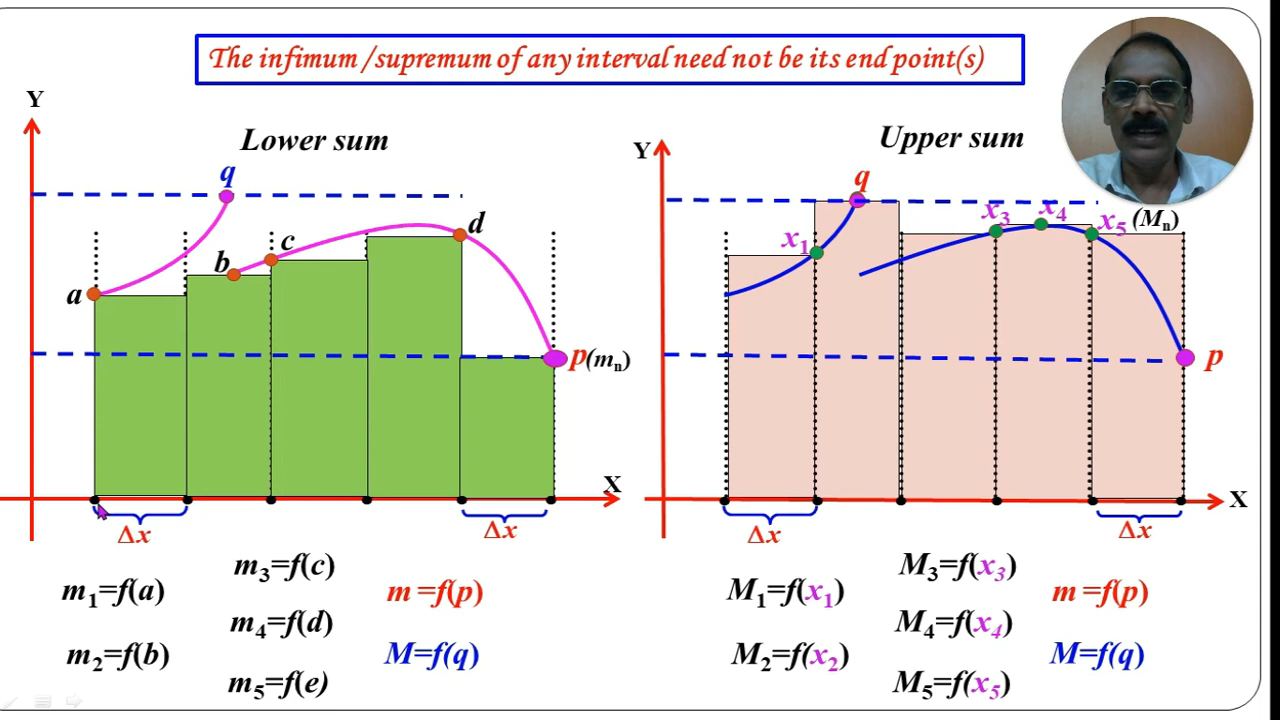 The infimum /supremum of any interval need not be its end point(s)
Lower sum
Y
q
d
c
b
a
p(mn)
X
Δx
Δx
m1=f(a)
m3=f(c)
m =f(p)
m2=f(b)
m4=f(d)
M=f(q)
m5=f(e)
Upper sum
Y
q
x1
x3
x4
x5 (Mn)
p
X
Δx
Δx
M1=f(x1)
M3=f(x3)
m =f(p)
M2=f(x2)
M4=f(x4)
M=f(q)
M5=f(x5)